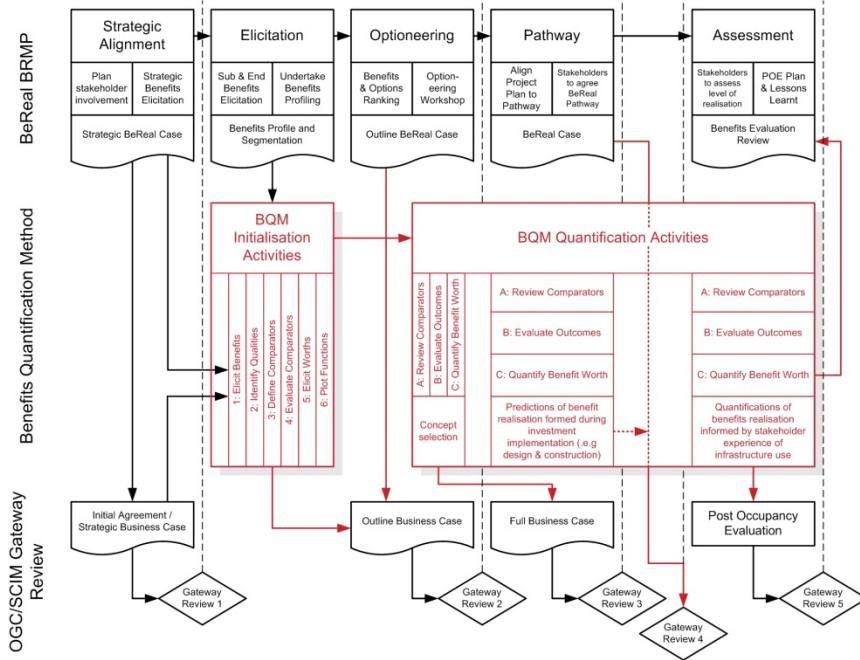 BeReal BRMP
Strategic
Alignment
Plan
stakeholder
involvement
Strategic
Benefits
Elicitation
Strategic BeReal Case
Elicitation
Sub & End
Benefits
Elicitation
Undertake
Benefits
Profiling
Benefits Profile and
Segmentation
Optioneering
Benefits
& Options
Ranking
Option-
eering
Workshop
Outline BeReal Case
Pathway
Align
Project
Plan to
Pathway
Stakeholders
to agree
BeReal
Pathway
BeReal Case
Assessment
Stakeholders
to assess
level of
realisation
POE Plan
& Lessons
Learnt
Benefits Evaluation
Review
Benefits Quantification Method
BQM
Initialisation
Activities
1: Elicit Benefits
2: Identify Qualities
3: Define Comparators
4: Evaluate Comparators
5: Elicit Worths
6: Plot Functions
BQM Quantification Activities
A: Review Comparators
B: Evaluate Outcomes
C: Quantify Benefit Worth
Concept
selection
A: Review Comparators
B: Evaluate Outcomes
C: Quantify Benefit Worth
Predictions of benefit
realisation formed during
investment
implementation (.e.g
design & construction)
A: Review Comparators
B: Evaluate Outcomes
C: Quantify Benefit Worth
Quantifications of
benefits realisation
informed by stakeholder
experience of
infrastructure use
OGC/SCIM Gateway
Review
Initial Agreement /
Strategic Business Case
Outline Business Case
Full Business Case
Post Occupancy
Evaluation
Gateway
Review 1
Gateway
Review 2
Gateway
Review 3
Gateway
Review 4
Gateway
Review 5